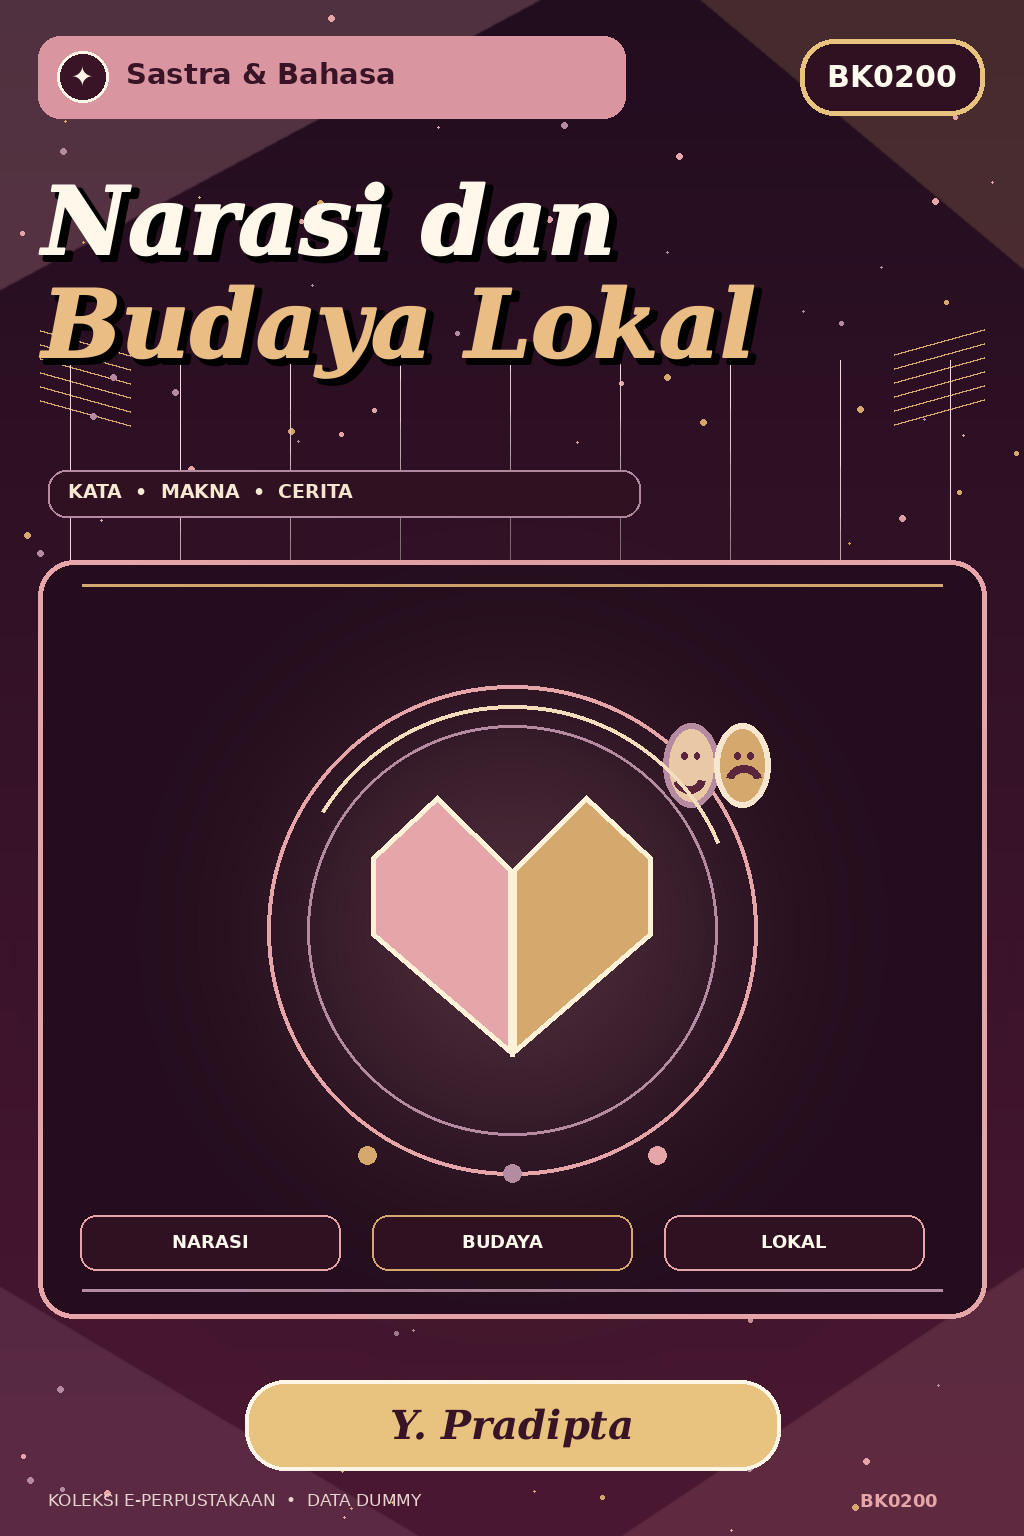 ✦ Sastra & Bahasa
BK0200
Narasi dan
Budaya Lokal
KATA • MAKNA • CERITA
NARASI
BUDAYA
LOKAL
Y. Pradipta
KOLEKSI E-PERPUSTAKAAN • DATA DUMMY
BK0200